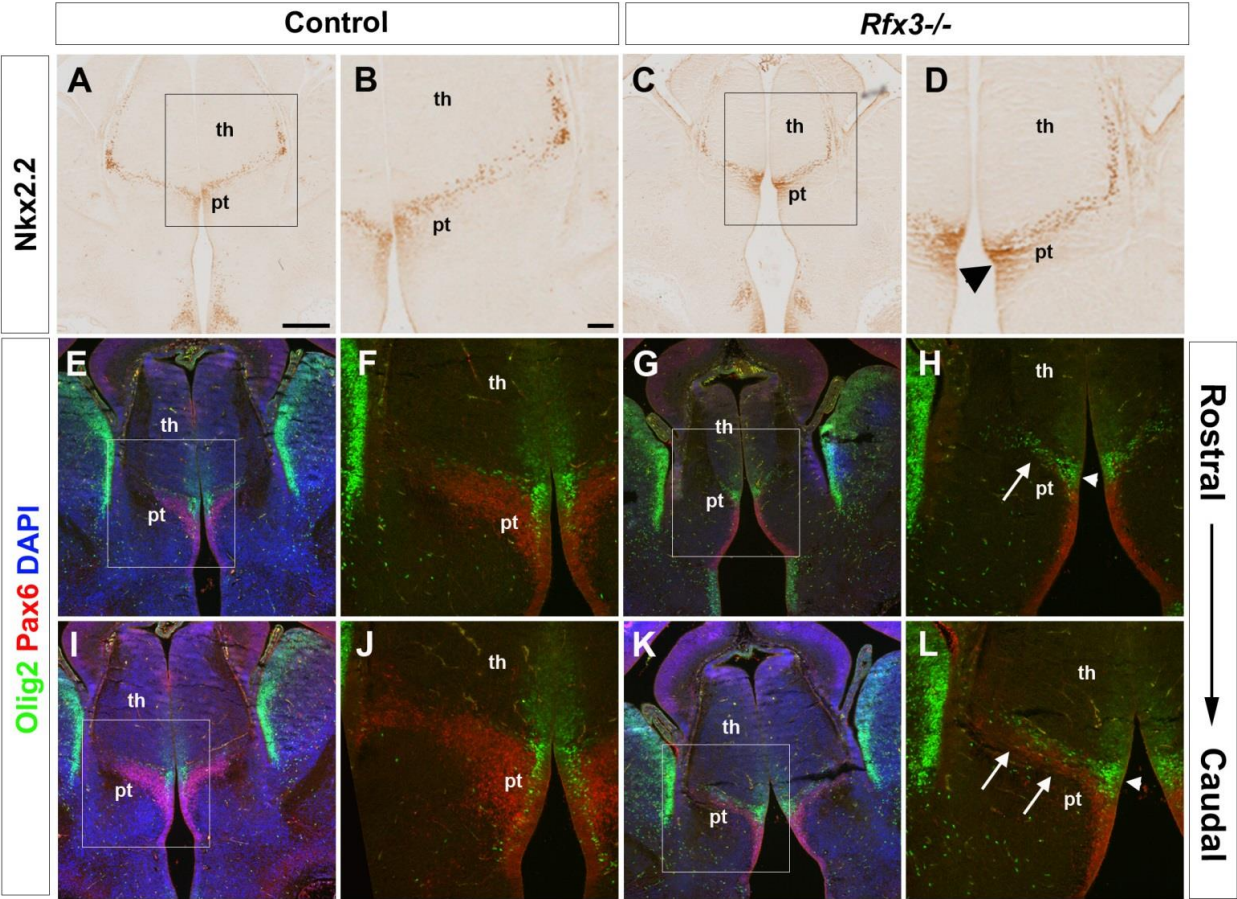 Control
Rfx3-/-
Nkx2.2
A
th
pt
B
th
pt
C
th
pt
D
th
pt
Olig2 Pax6 DAPI
E
th
pt
F
th
pt
G
th
pt
H
th
pt
I
th
pt
J
th
pt
K
th
pt
L
th
pt
Rostral
Caudal